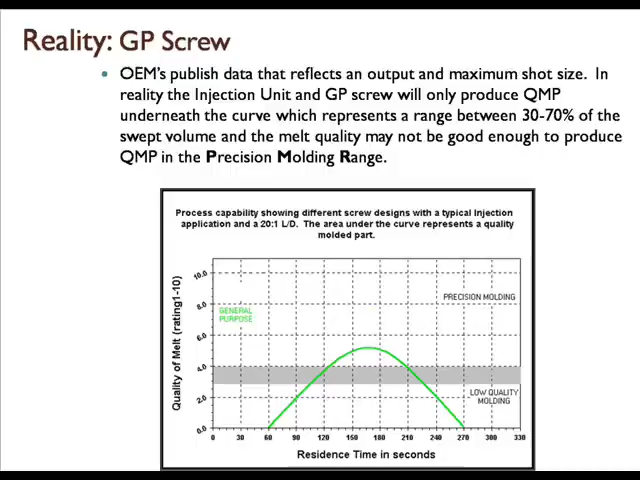 Reality: GP Screw
• OEM's publish data that reflects an output and maximum shot size. In
reality the Injection Unit and GP screw will only produce QMP
underneath the curve which represents a range between 30-70% of the
swept volume and the melt quality may not be good enough to produce
QMP in the Precision Molding Range.
Process capability showing different screw designs with a typical Injection
application and a 20:1 L/D. The area under the curve represents a quality
molded part.
Quality of Melt (rating1-10)
10.0
8.0
6.0
4.0
2.0
0.0
GENERAL
PURPOSE
PRECISION MOLDING
LOW QUALITY
MOLDING
0 30 60 90 120 150 180 210 240 270 300 330
Residence Time in seconds